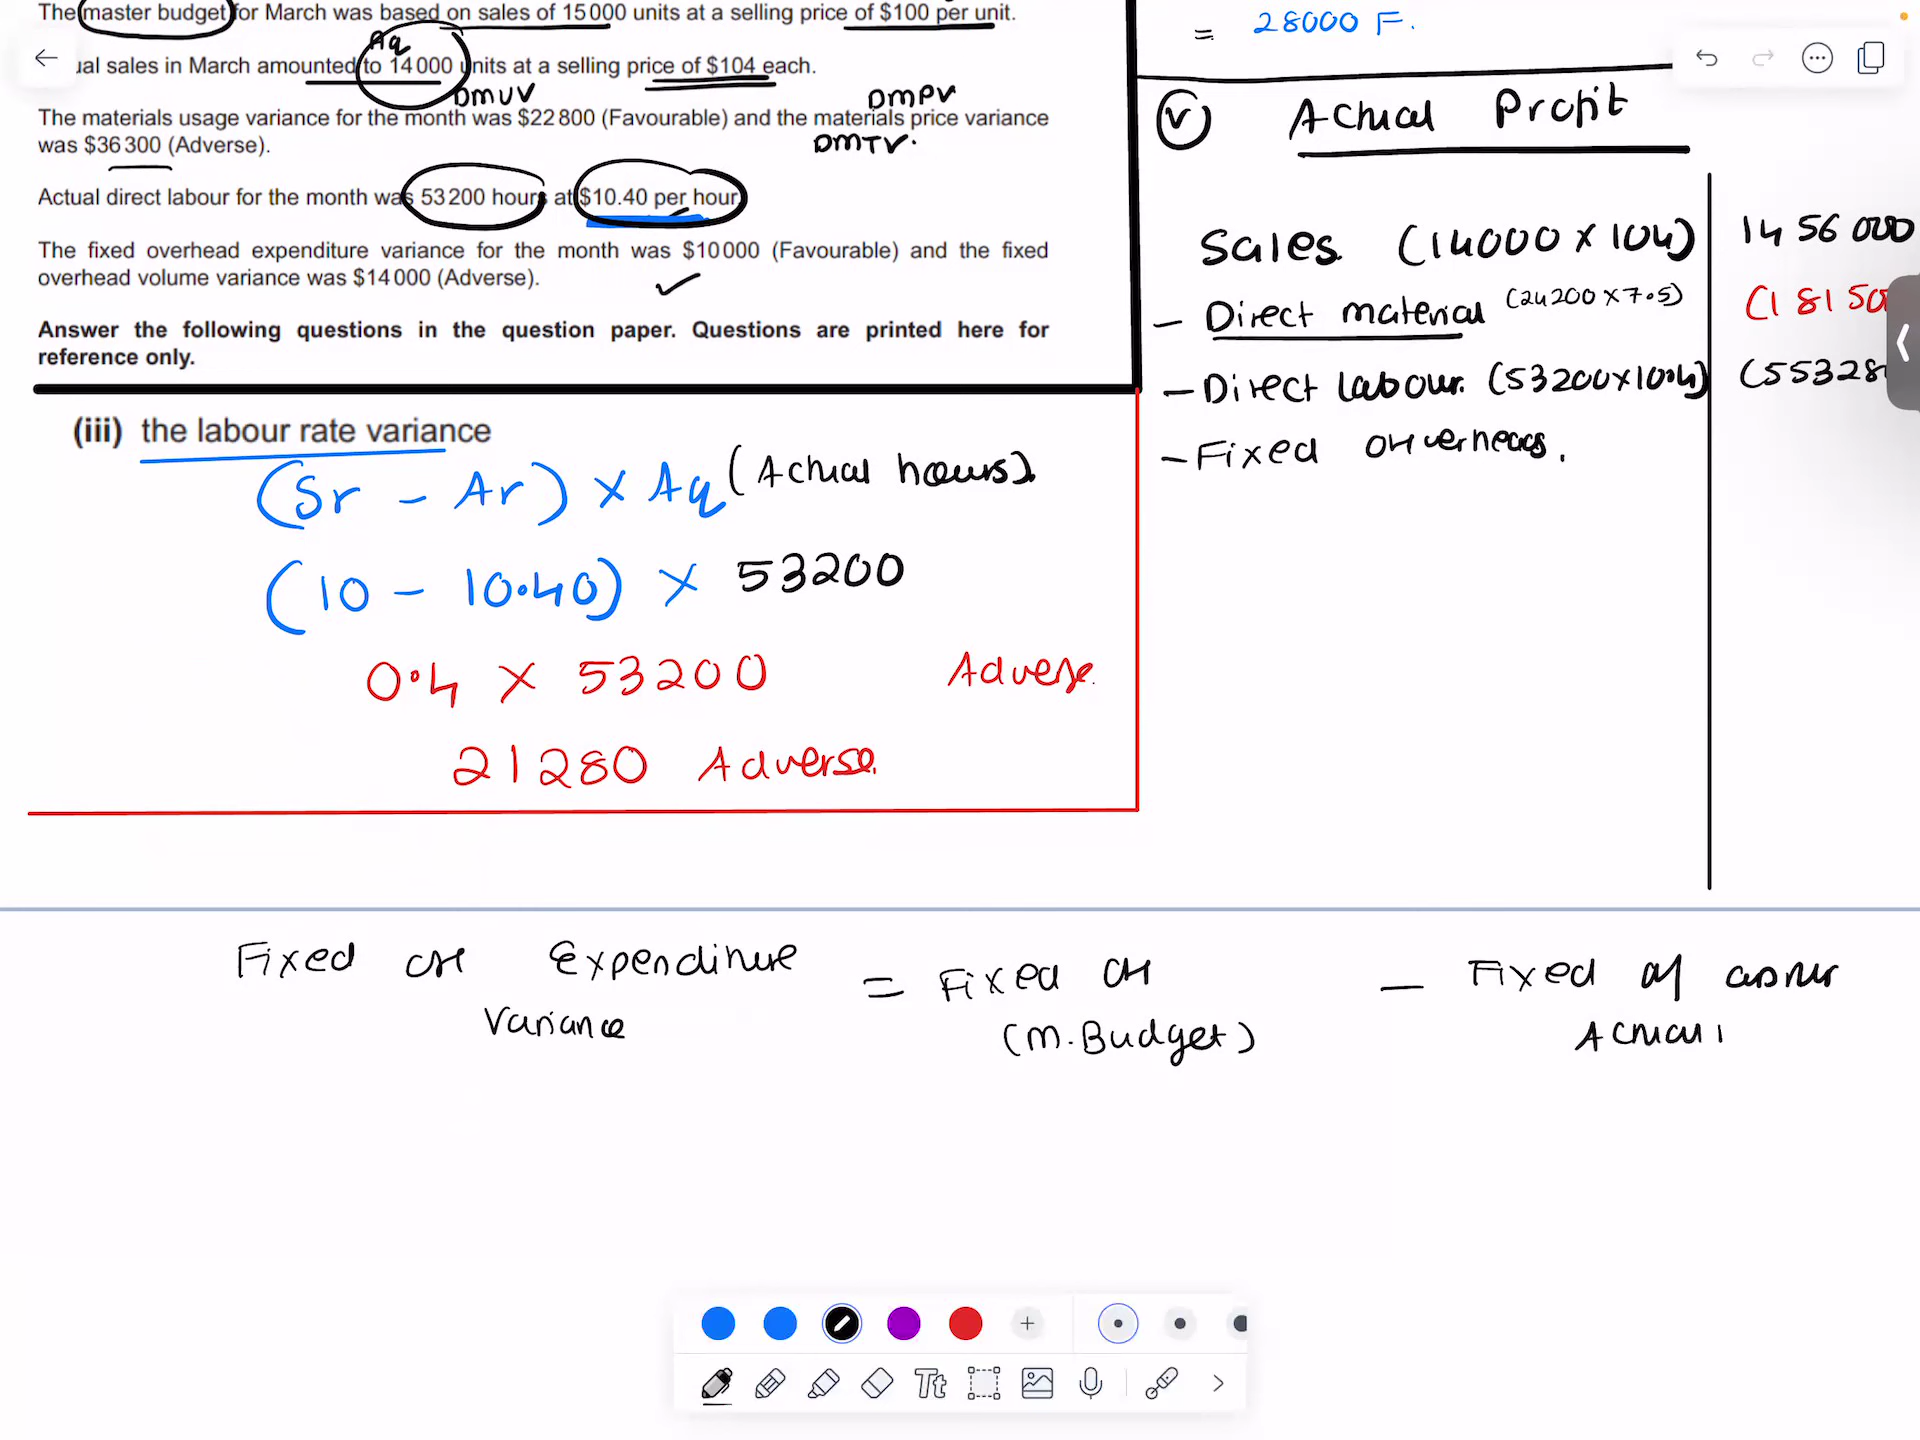 The master budget for March was based on sales of 15 000 units at a selling price of $100 per unit.
Aq
ual sales in March amounted to 14 000 units at a selling price of $104 each.
DMUV DMPV
The materials usage variance for the month was $22 800 (Favourable) and the materials price variance
was $36 300 (Adverse).
DMTV.
Actual direct labour for the month was 53 200 hours at $10.40 per hour.
The fixed overhead expenditure variance for the month was $10 000 (Favourable) and the fixed
overhead volume variance was $14 000 (Adverse).
Answer the following questions in the question paper. Questions are printed here for
reference only.
(iii) the labour rate variance
(Sr - Ar) × Aq (Actual hours)
(10 - 10.40) × 53200
0.4 × 53200 Adverse.
21280 Adverse.
= 28000 F.
(v) Actual Profit
Sales. (14000 × 104) 1456000
- Direct material (24200 × 7.5) (18150
- Direct labour. (53200×10.4) (55328
- Fixed overheads.
Fixed OH Expenditure = Fixed OH - Fixed
Variance (M. Budget) Actual
Tt